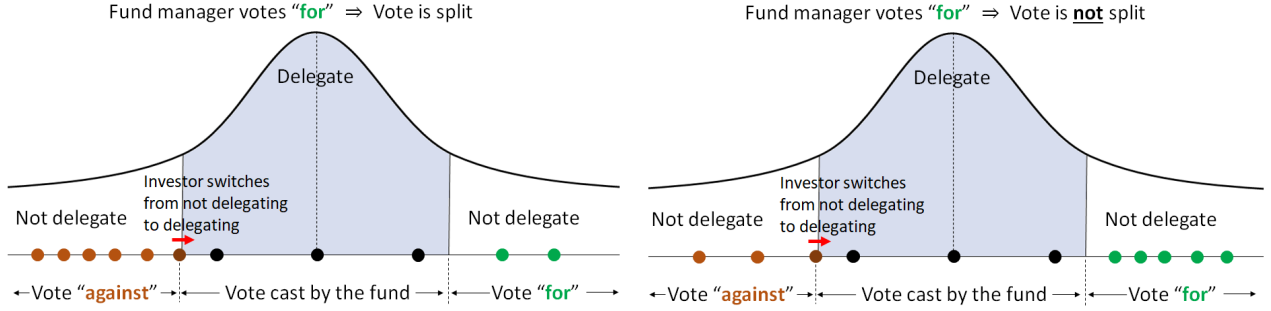 Fund manager votes “for” ⇒ Vote is split
Delegate
Investor switches
from not delegating
to delegating
Not delegate
Not delegate
Vote “against”
Vote cast by the fund
Vote “for”
Fund manager votes “for” ⇒ Vote is not split
Delegate
Investor switches
from not delegating
to delegating
Not delegate
Not delegate
Vote “against”
Vote cast by the fund
Vote “for”